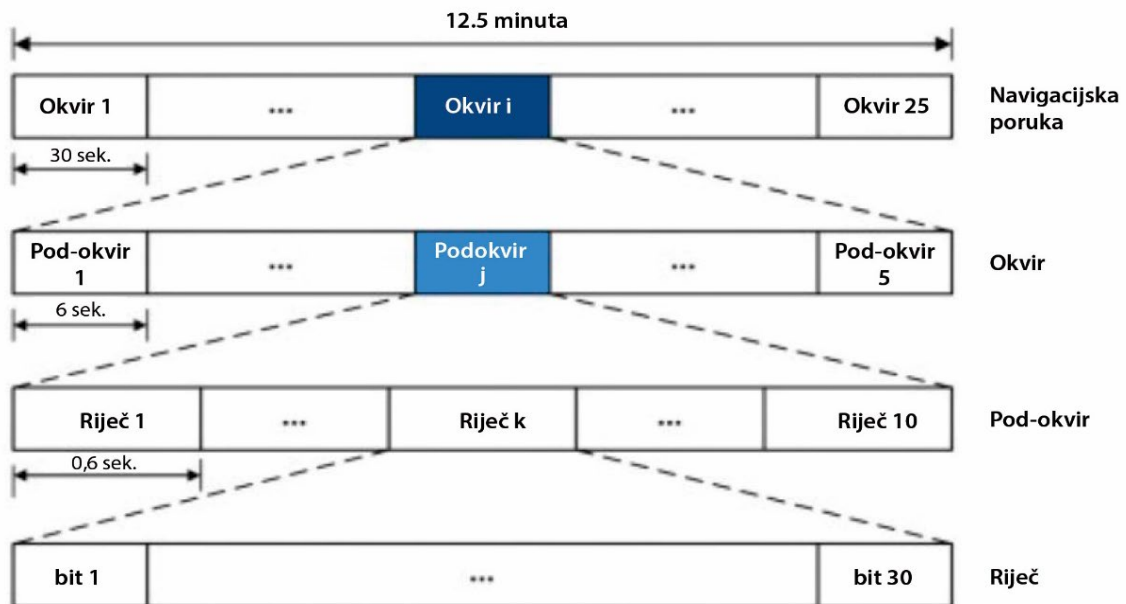 12.5 minuta
Okvir 1
...
Okvir i
...
Okvir 25
Navigacijska
poruka
30 sek.
Pod-okvir
1
...
Podokvir
j
...
Pod-okvir
5
Okvir
6 sek.
Riječ 1
...
Riječ k
...
Riječ 10
Pod-okvir
0,6 sek.
bit 1
...
bit 30
Riječ